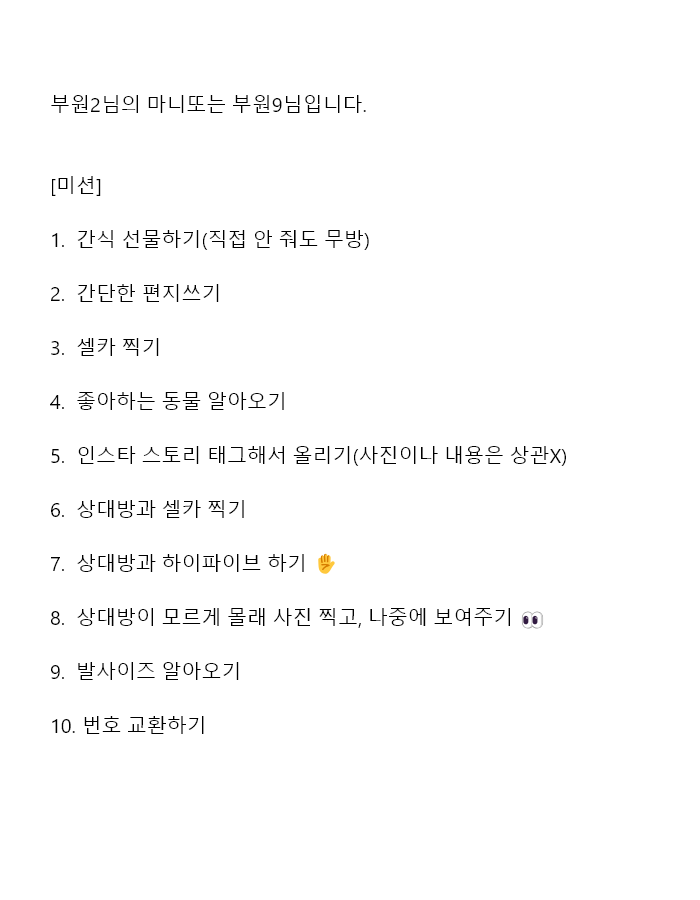 부원2님의 마니또는 부원9님입니다.
[미션]
1. 간식 선물하기(직접 안 줘도 무방)
2. 간단한 편지쓰기
3. 셀카 찍기
4. 좋아하는 동물 알아오기
5. 인스타 스토리 태그해서 올리기(사진이나 내용은 상관X)
6. 상대방과 셀카 찍기
7. 상대방과 하이파이브 하기 ✋
8. 상대방이 모르게 몰래 사진 찍고, 나중에 보여주기 👀
9. 발사이즈 알아오기
10. 번호 교환하기